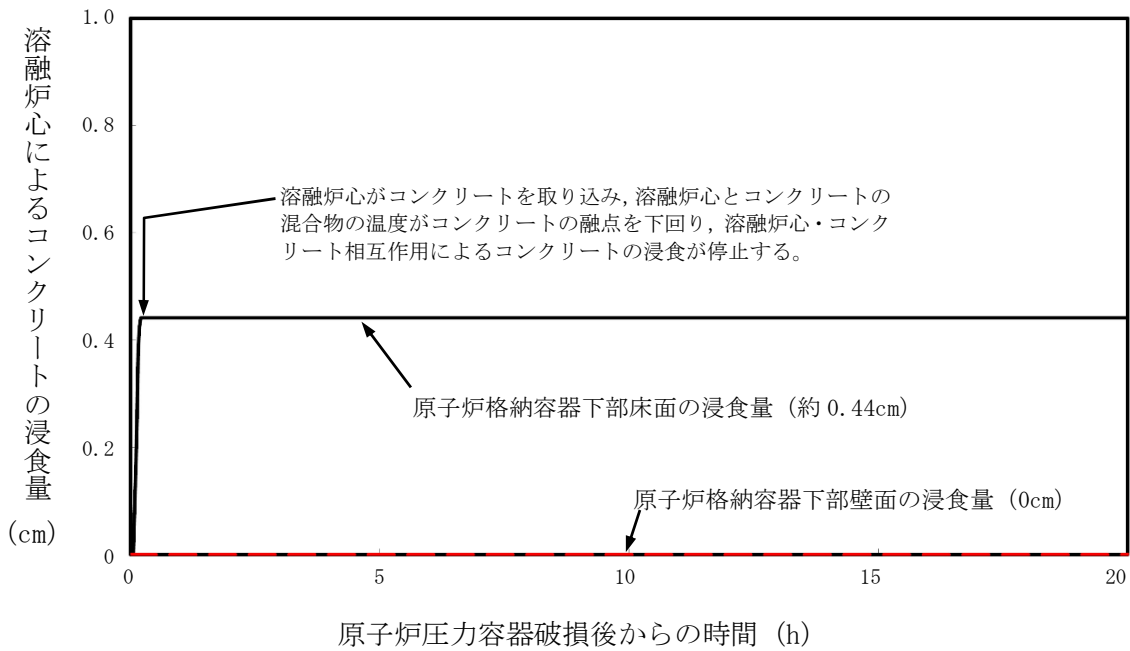 溶融炉心によるコンクリートの浸食量
(cm)
1.0
0.8
0.6
0.4
0.2
0
溶融炉心がコンクリートを取り込み,溶融炉心とコンクリートの
混合物の温度がコンクリートの融点を下回り,溶融炉心・コンク
リート相互作用によるコンクリートの浸食が停止する。
原子炉格納容器下部床面の浸食量(約 0.44cm)
原子炉格納容器下部壁面の浸食量(0cm)
0 5 10 15 20
原子炉圧力容器破損後からの時間 (h)